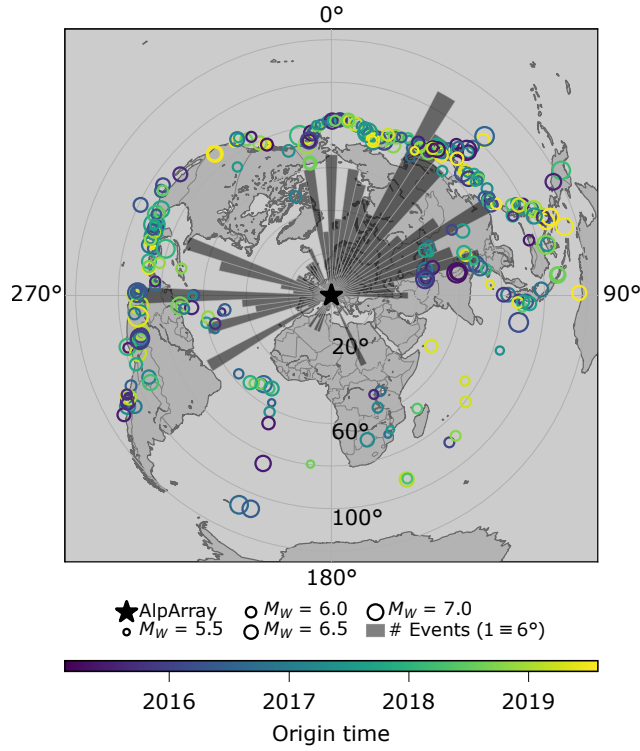 0°
270°
90°
20°
60°
100°
180°
AlpArray
M_W = 6.0
M_W = 7.0
M_W = 5.5
M_W = 6.5
# Events (1 ≡ 6°)
2016
2017
2018
2019
Origin time